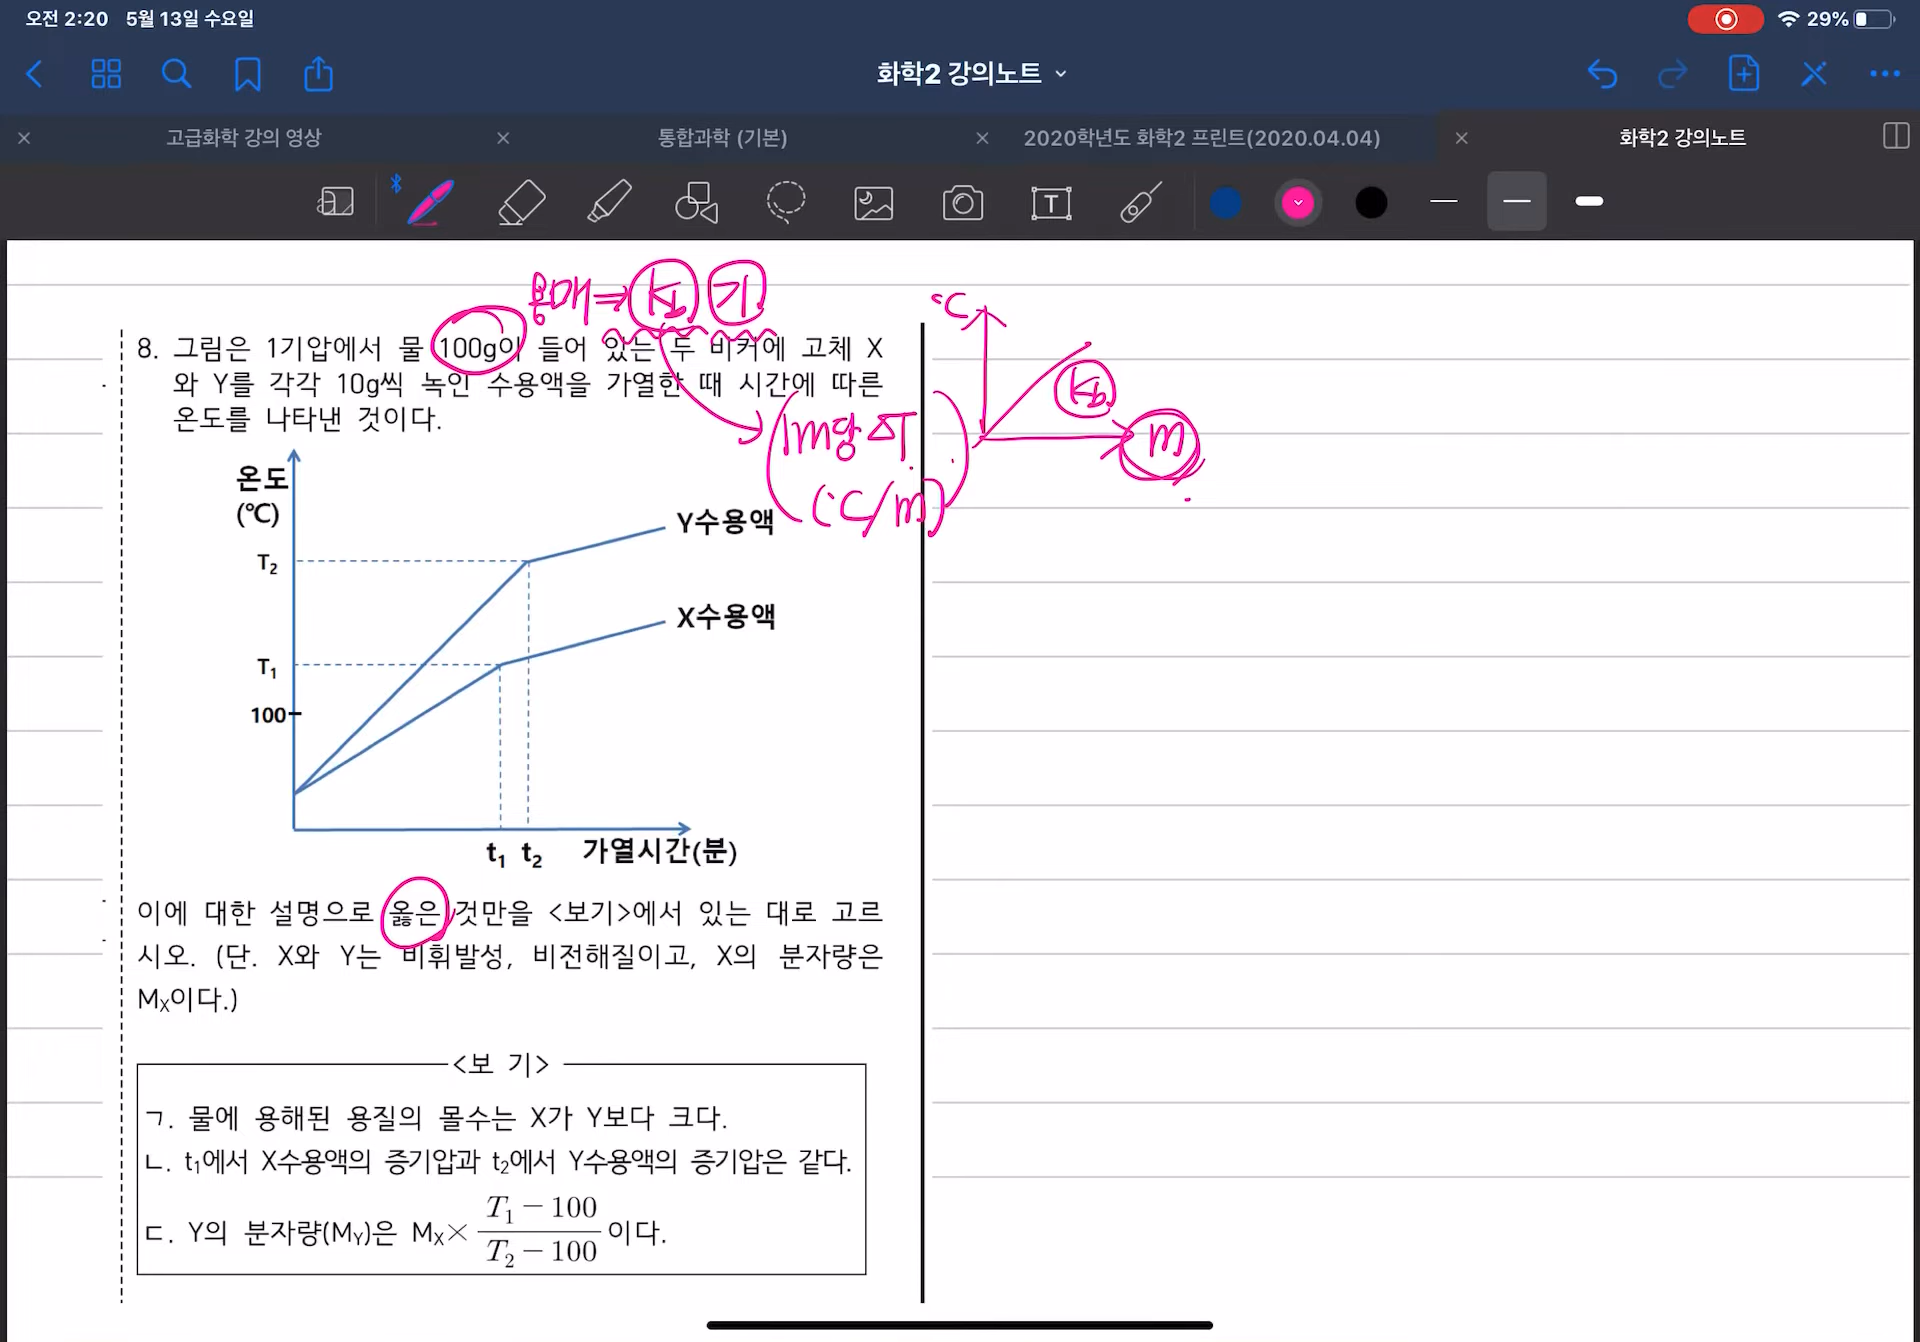 오전 2:20 5월 13일 수요일
29%
화학2 강의노트
고급화학 강의 영상
통합과학 (기본)
2020학년도 화학2 프린트(2020.04.04)
화학2 강의노트
용매⇒
기
8. 그림은 1기압에서 물 100g이 들어 있는 두 비커에 고체 X
와 Y를 각각 10g씩 녹인 수용액을 가열한 때 시간에 따른
온도를 나타낸 것이다.
1m당 ΔT
(℃/m)
℃
m
온도
(℃)
Y수용액
T₂
X수용액
T₁
100
t₁ t₂ 가열시간(분)
이에 대한 설명으로 옳은 것만을 <보기>에서 있는 대로 고르
시오. (단. X와 Y는 비휘발성, 비전해질이고, X의 분자량은
Mₓ이다.)
<보 기>
ㄱ. 물에 용해된 용질의 몰수는 X가 Y보다 크다.
ㄴ. t₁에서 X수용액의 증기압과 t₂에서 Y수용액의 증기압은 같다.
ㄷ. Y의 분자량(M_Y)은 Mₓ× (T₁ − 100)/(T₂ − 100) 이다.